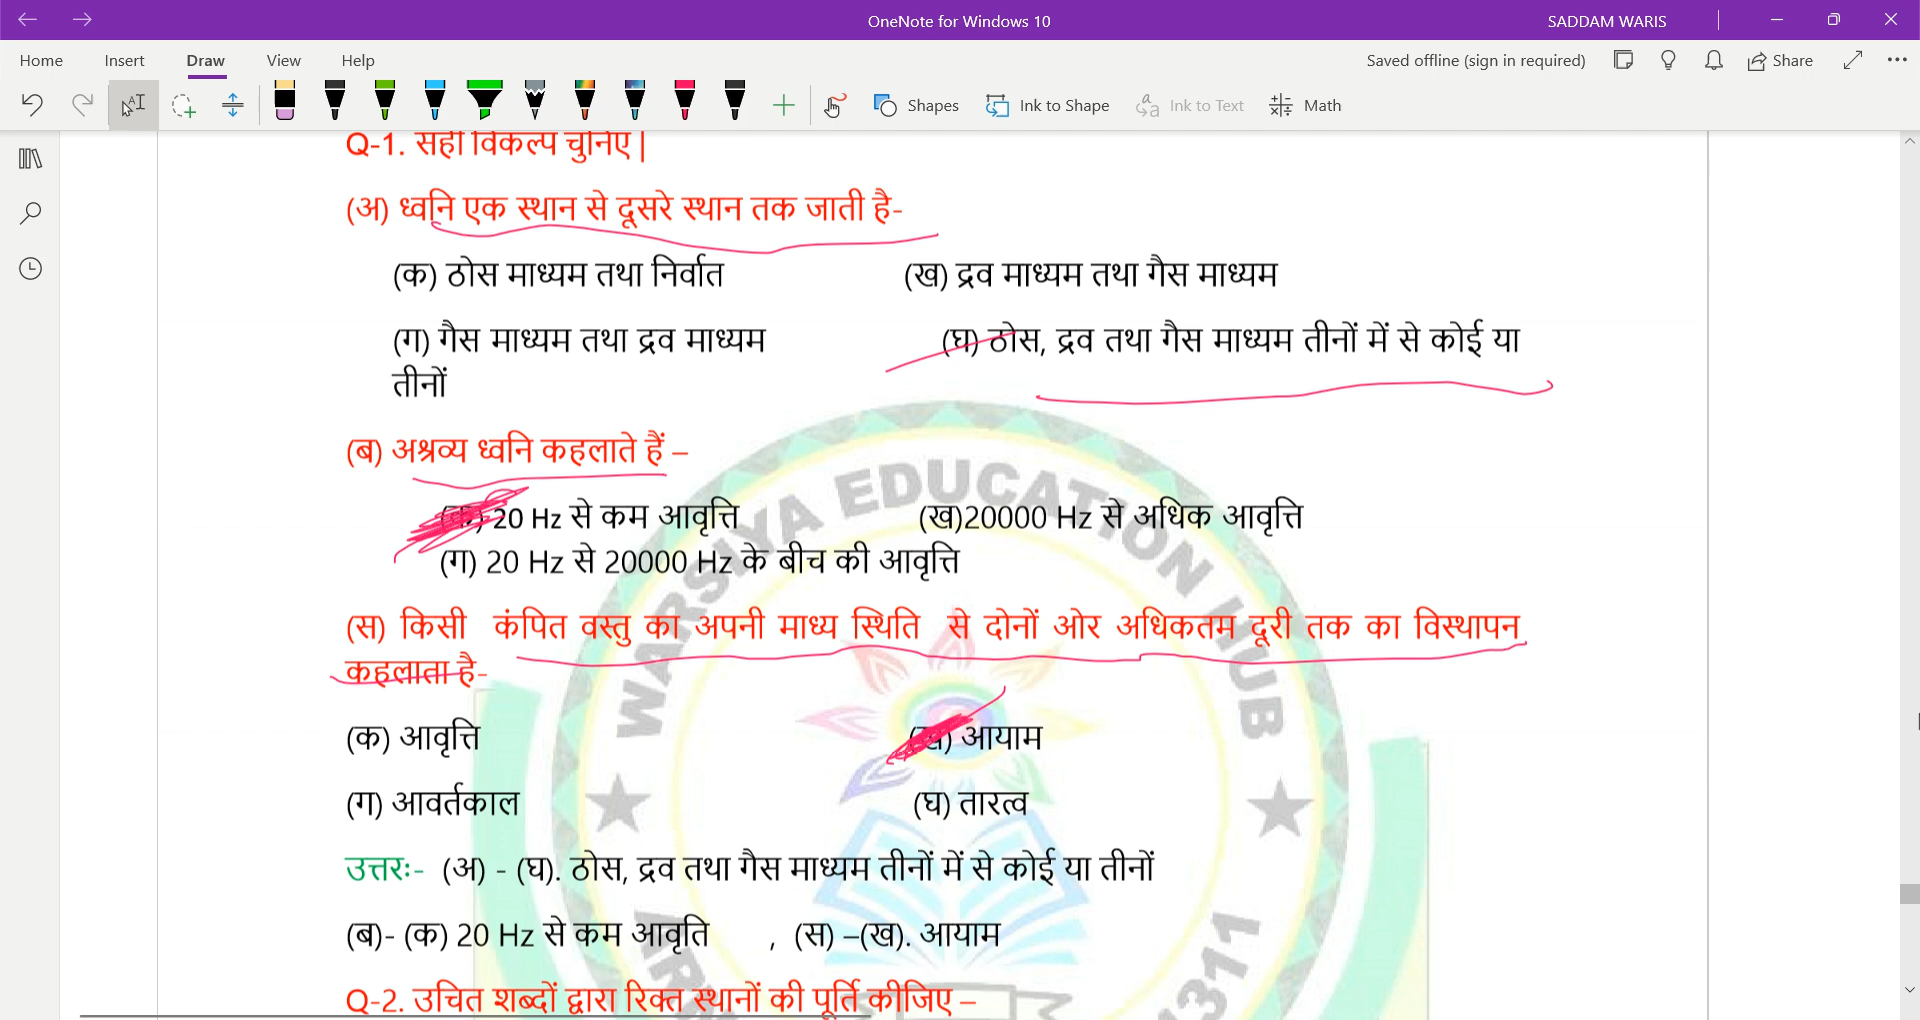 OneNote for Windows 10
SADDAM WARIS
Home Insert Draw View Help
Saved offline (sign in required)
Share
Shapes
Ink to Shape
Ink to Text
Math
Q-1. सही विकल्प चुनिए |
(अ) ध्वनि एक स्थान से दूसरे स्थान तक जाती है-
(क) ठोस माध्यम तथा निर्वात (ख) द्रव माध्यम तथा गैस माध्यम
(ग) गैस माध्यम तथा द्रव माध्यम (घ) ठोस, द्रव तथा गैस माध्यम तीनों में से कोई या
तीनों
(ब) अश्रव्य ध्वनि कहलाते हैं –
(क) 20 Hz से कम आवृत्ति (ख)20000 Hz से अधिक आवृत्ति
(ग) 20 Hz से 20000 Hz के बीच की आवृत्ति
(स) किसी कंपित वस्तु का अपनी माध्य स्थिति से दोनों ओर अधिकतम दूरी तक का विस्थापन
कहलाता है-
(क) आवृत्ति (ख) आयाम
(ग) आवर्तकाल (घ) तारत्व
उत्तरः- (अ) - (घ). ठोस, द्रव तथा गैस माध्यम तीनों में से कोई या तीनों
(ब)- (क) 20 Hz से कम आवृति , (स) –(ख). आयाम
Q-2. उचित शब्दों द्वारा रिक्त स्थानों की पूर्ति कीजिए –
WARSIYA EDUCATION HUB
1311